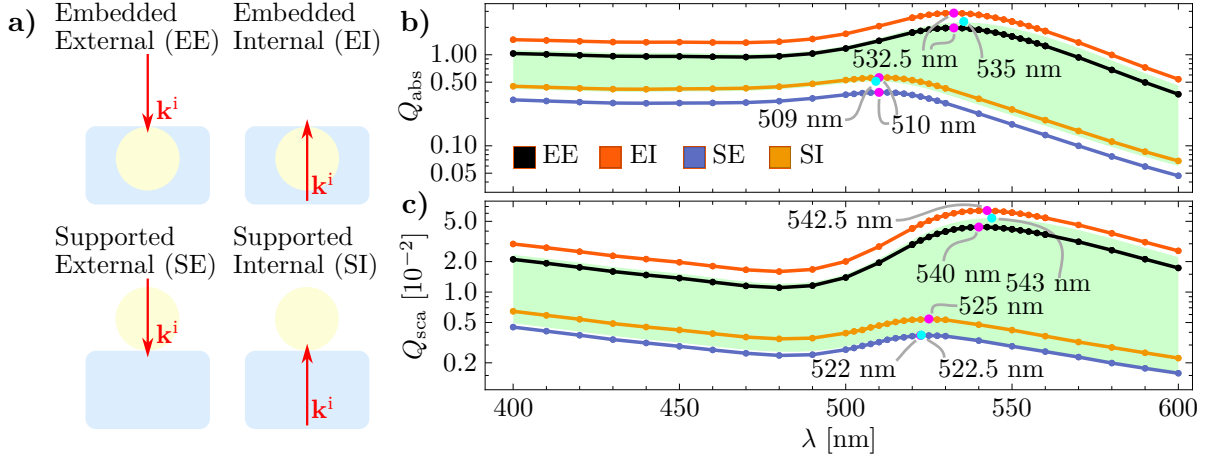 a)
Embedded
External (EE)
k^i
Embedded
Internal (EI)
k^i
Supported
External (SE)
k^i
Supported
Internal (SI)
k^i
b)
Q_abs
1.00
0.50
0.10
0.05
532.5 nm
535 nm
509 nm
510 nm
EE EI SE SI
c)
Q_sca [10^-2]
5.0
2.0
1.0
0.5
0.2
542.5 nm
540 nm
543 nm
525 nm
522 nm
522.5 nm
400 450 500 550 600
λ [nm]